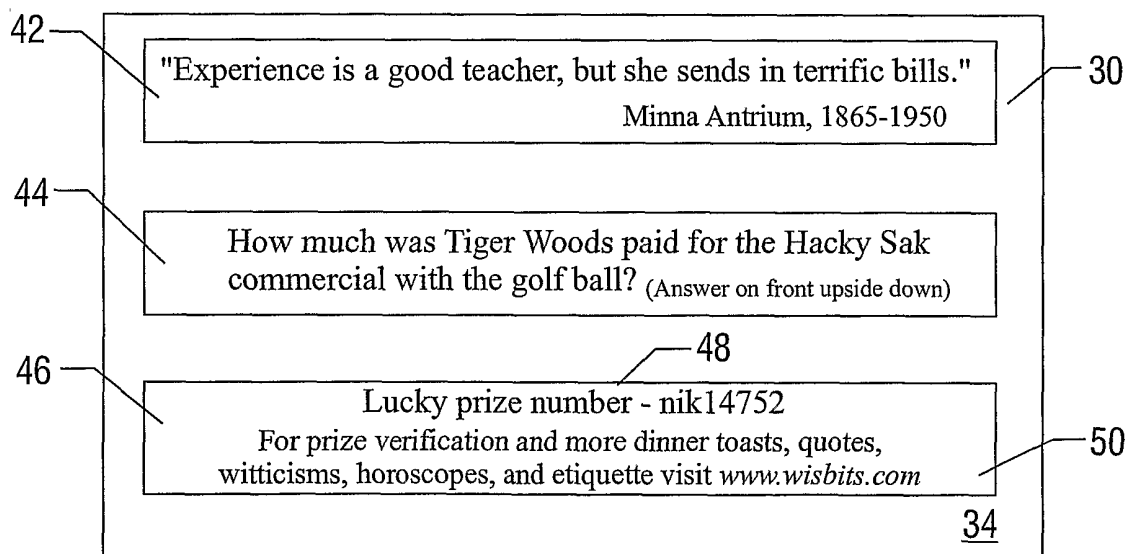 42
"Experience is a good teacher, but she sends in terrific bills."
30
Minna Antrium, 1865-1950
44
How much was Tiger Woods paid for the Hacky Sak
commercial with the golf ball? (Answer on front upside down)
48
46
Lucky prize number - nik14752
For prize verification and more dinner toasts, quotes,
50
witticisms, horoscopes, and etiquette visit www.wisbits.com
34